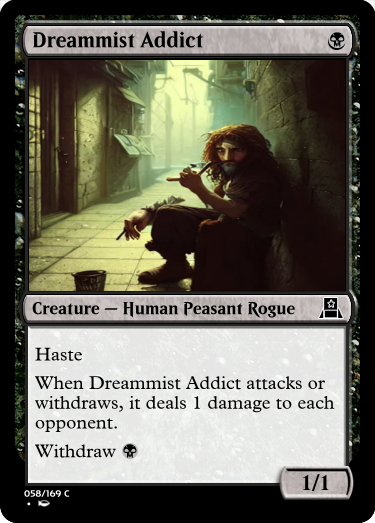 Dreammist Addict
Creature — Human Peasant Rogue
Haste
When Dreammist Addict attacks or
withdraws, it deals 1 damage to each
opponent.
Withdraw
1/1
058/169 C